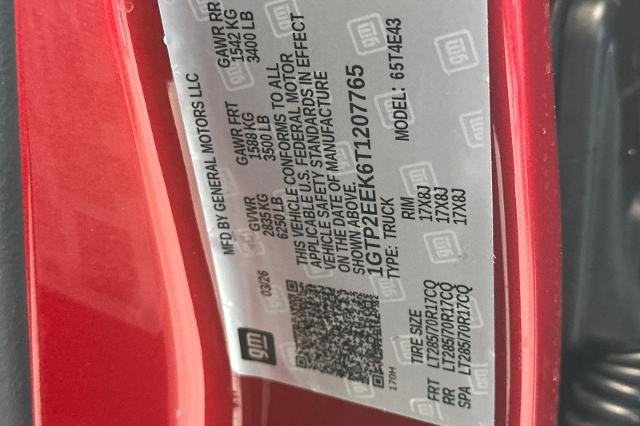 gm
03/26
MFD BY GENERAL MOTORS LLC
GVWR
2835 KG
6250 LB
GAWR FRT
1588 KG
3500 LB
GAWR RR
1542 KG
3400 LB
THIS VEHICLE CONFORMS TO ALL
APPLICABLE U.S. FEDERAL MOTOR
VEHICLE SAFETY STANDARDS IN EFFECT
ON THE DATE OF MANUFACTURE
SHOWN ABOVE.
1GTP2EEK6T1207765
TYPE: TRUCK
MODEL: 65T4E43
170H
TIRE SIZE RIM
FRT LT285/70R17CQ 17X8J
RR LT285/70R17CQ 17X8J
SPA LT285/70R17CQ 17X8J